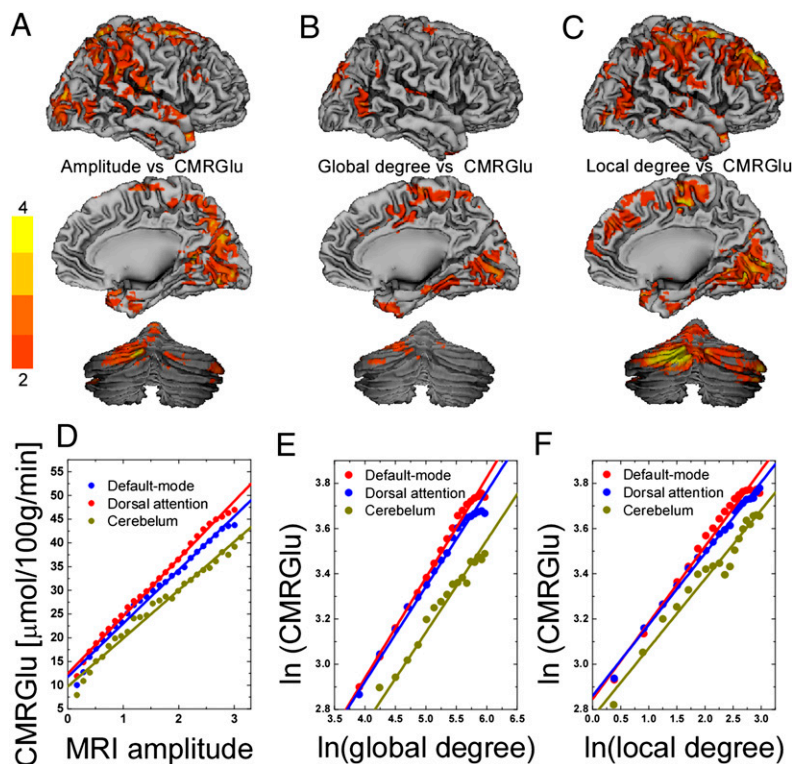 A
B
C
Amplitude vs CMRGlu
Global degree vs CMRGlu
Local degree vs CMRGlu
4
2
D
E
F
CMRGlu [µmol/100g/min]
55
50
45
40
35
30
25
20
15
10
5
Default-mode
Dorsal attention
Cerebelum
0
1
2
3
MRI amplitude
ln (CMRGlu)
3.8
3.6
3.4
3.2
3.0
2.8
Default-mode
Dorsal attention
Cerebelum
3.5
4.0
4.5
5.0
5.5
6.0
6.5
ln(global degree)
ln (CMRGlu)
3.8
3.6
3.4
3.2
3.0
2.8
Default-mode
Dorsal attention
Cerebelum
0.0
0.5
1.0
1.5
2.0
2.5
3.0
ln(local degree)